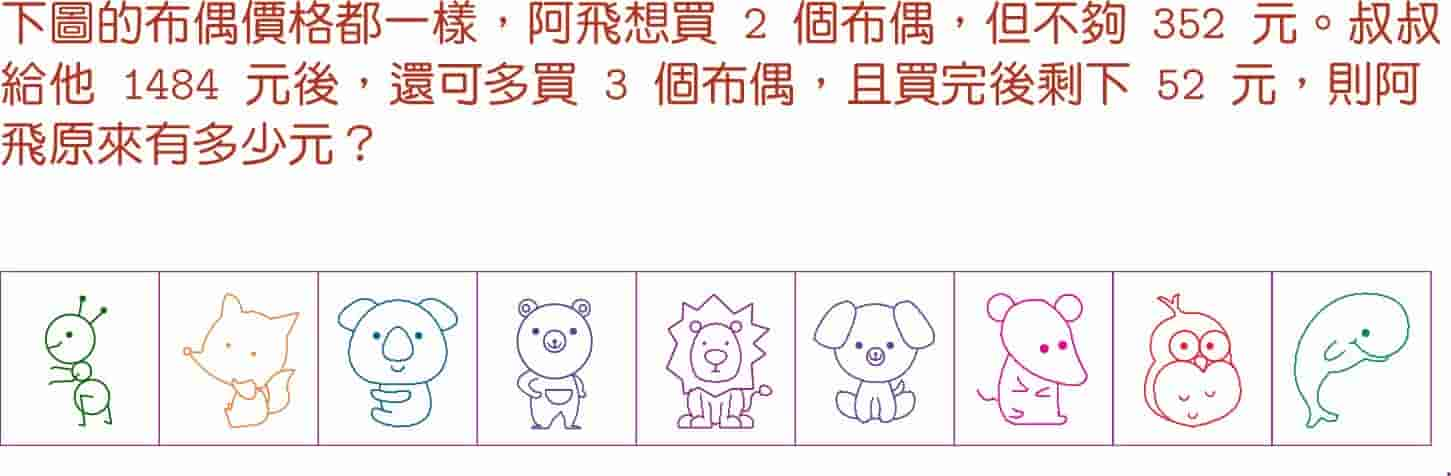 下圖的布偶價格都一樣，阿飛想買 2 個布偶，但不夠 352 元。叔叔
給他 1484 元後，還可多買 3 個布偶，且買完後剩下 52 元，則阿
飛原來有多少元？